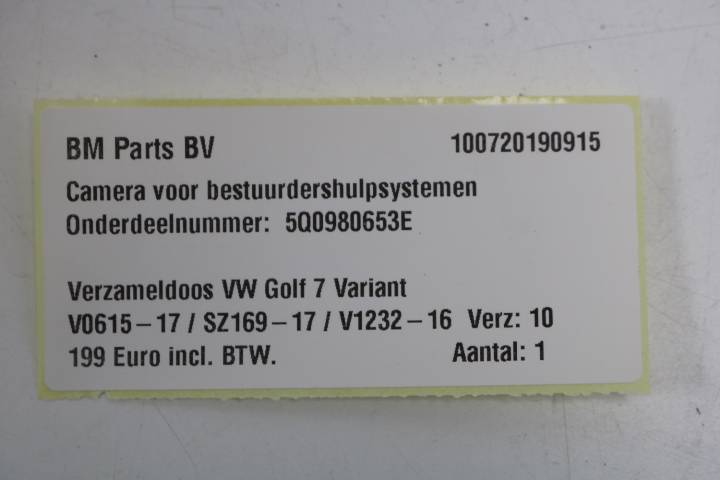 BM Parts BV 100720190915
Camera voor bestuurdershulpsystemen
Onderdeelnummer: 5Q0980653E
Verzameldoos VW Golf 7 Variant
V0615-17 / SZ169-17 / V1232-16 Verz: 10
199 Euro incl. BTW. Aantal: 1